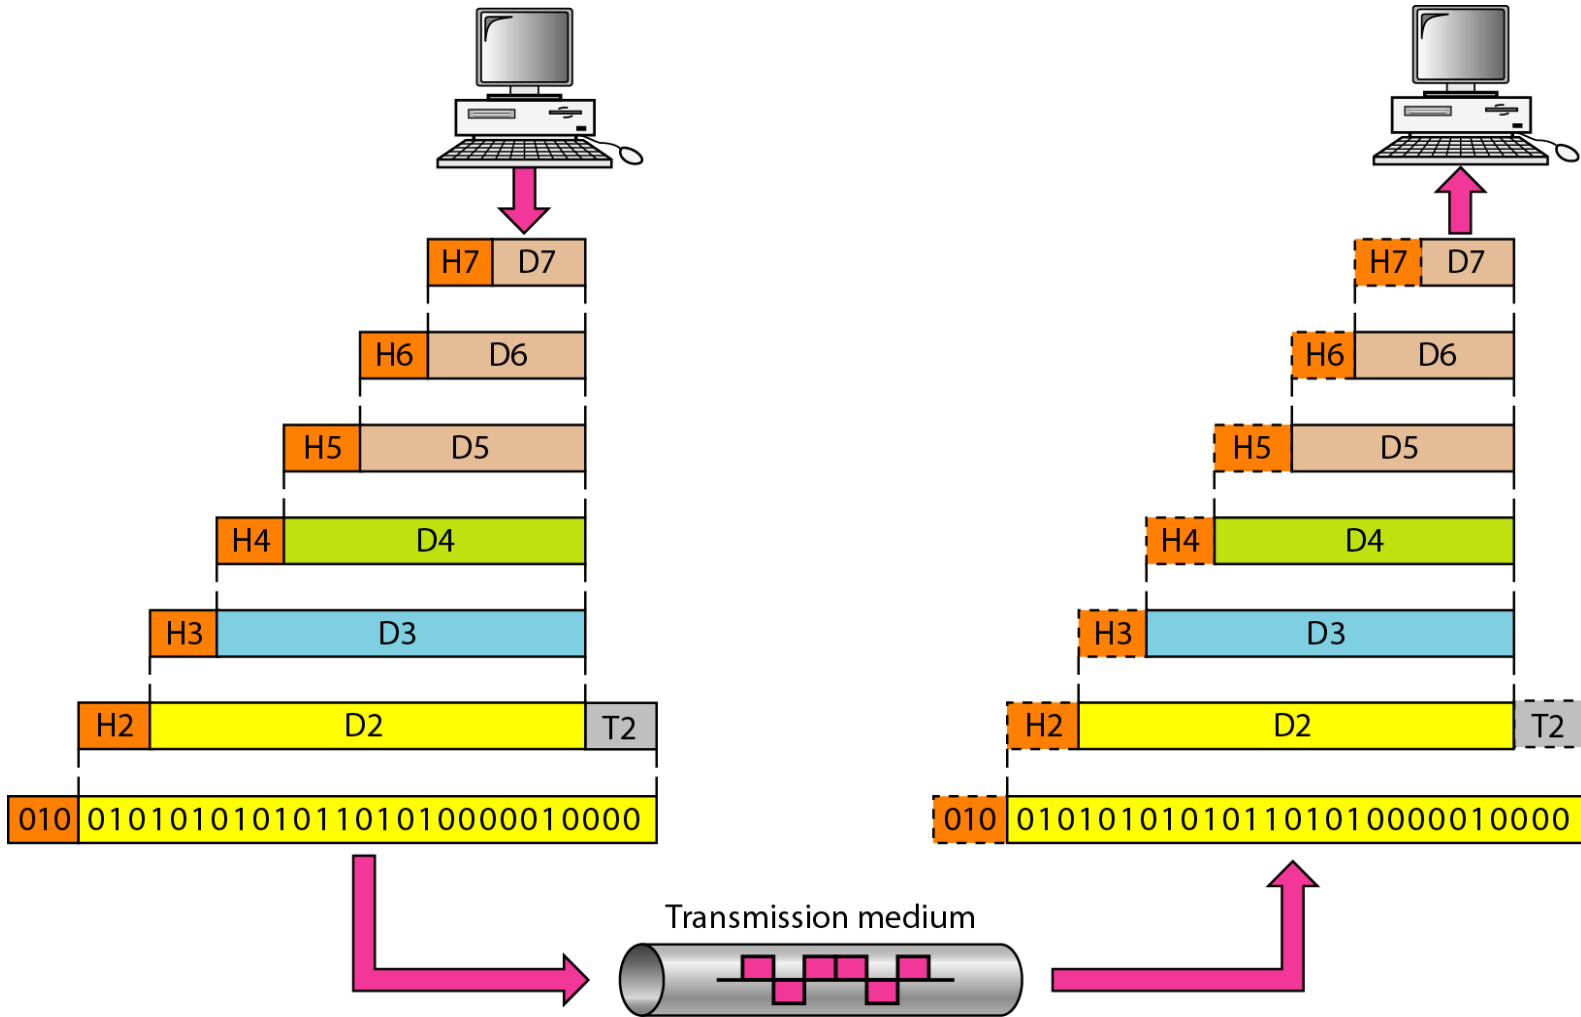 H7 D7
H6 D6
H5 D5
H4 D4
H3 D3
H2 D2 T2
010 010101010101101010000010000
H7 D7
H6 D6
H5 D5
H4 D4
H3 D3
H2 D2 T2
010 010101010101101010000010000
Transmission medium